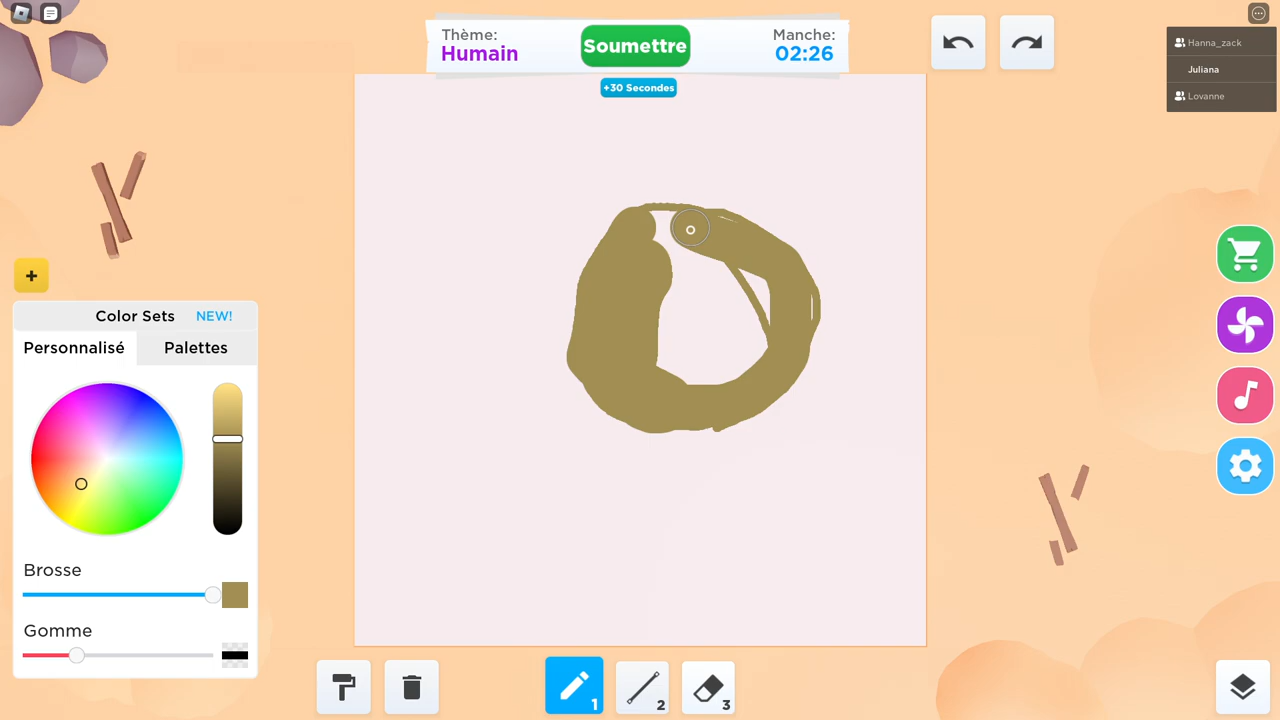 Thème:
Humain
Soumettre
Manche:
02:26
+30 Secondes
Hanna_zack
Juliana
Lovanne
+
Color Sets NEW!
Personnalisé Palettes
Brosse
Gomme
1
2
3